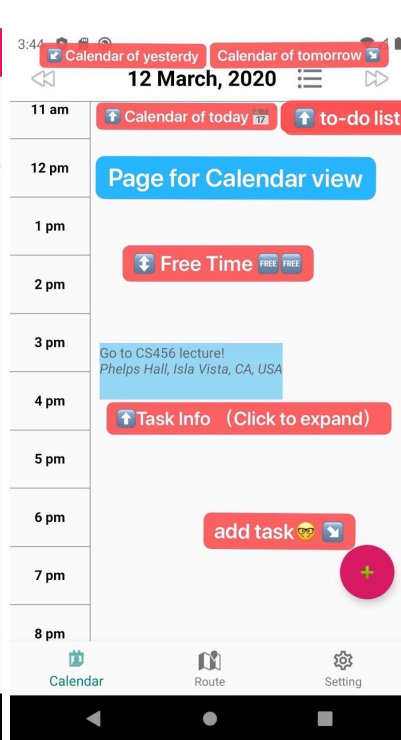 3:44
↙ Calendar of yesterdy
Calendar of tomorrow ↘
12 March, 2020
11 am
⬆ Calendar of today 📅
⬆ to-do list
12 pm
Page for Calendar view
1 pm
↕ Free Time 🆓 🆓
2 pm
3 pm
Go to CS456 lecture!
Phelps Hall, Isla Vista, CA, USA
4 pm
⬆Task Info （Click to expand）
5 pm
6 pm
add task🤓 ↘
7 pm
+
8 pm
Calendar
Route
Setting